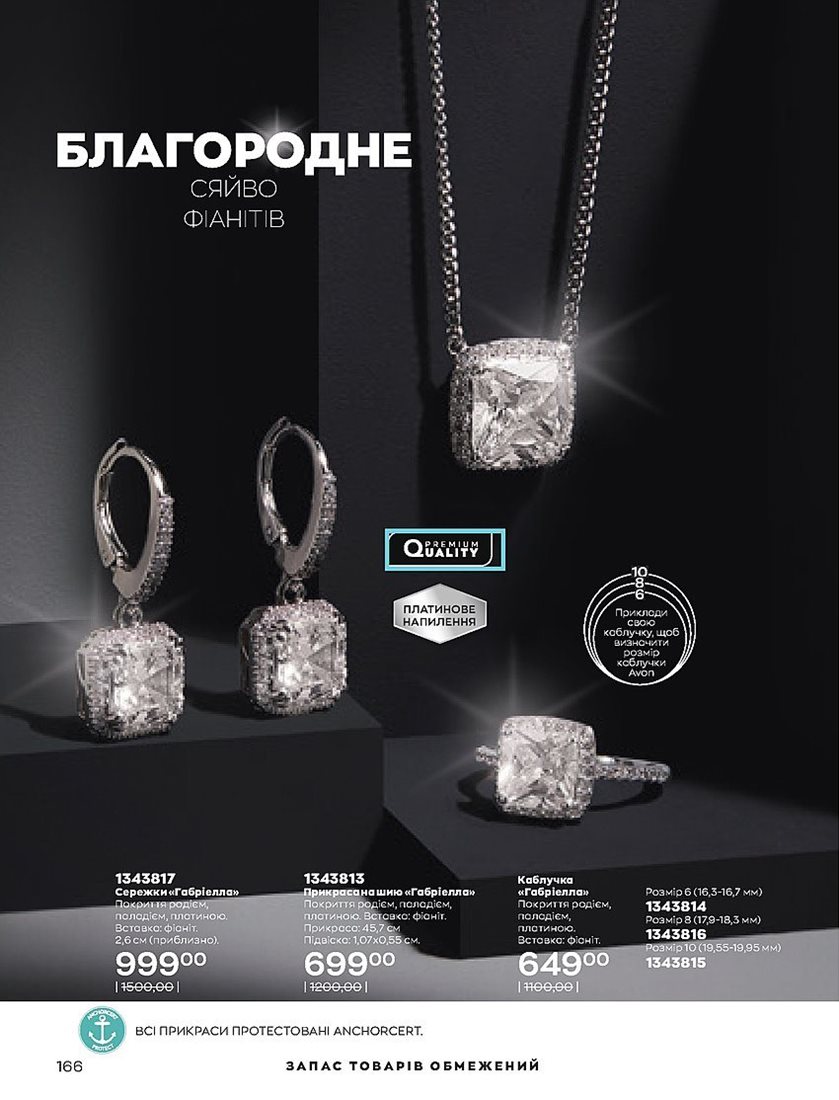 БЛАГОРОДНЕ
СЯЙВО
ФІАНІТІВ
PREMIUM
QUALITY
ПЛАТИНОВЕ
НАПИЛЕННЯ
10
8
6
Приклади
свою
каблучку, щоб
визначити
розмір
каблучки
Avon
1343817
Сережки «Габріелла»
Покриття родієм,
паладієм, платиною.
Вставка: фіаніт.
2,6 см (приблизно).
999⁰⁰
| 1500,00 |
1343813
Прикраса на шию «Габріелла»
Покриття родієм, паладієм,
платиною. Вставка: фіаніт.
Прикраса: 45,7 см
Підвіска: 1,07х0,55 см.
699⁰⁰
| 1200,00 |
Каблучка
«Габріелла»
Покриття родієм,
паладієм,
платиною.
Вставка: фіаніт.
649⁰⁰
| 1100,00 |
Розмір 6 (16,3-16,7 мм)
1343814
Розмір 8 (17,9-18,3 мм)
1343816
Розмір 10 (19,55-19,95 мм)
1343815
ANCHORCERT
PROTECT
ВСІ ПРИКРАСИ ПРОТЕСТОВАНІ ANCHORCERT.
166
ЗАПАС ТОВАРІВ ОБМЕЖЕНИЙ